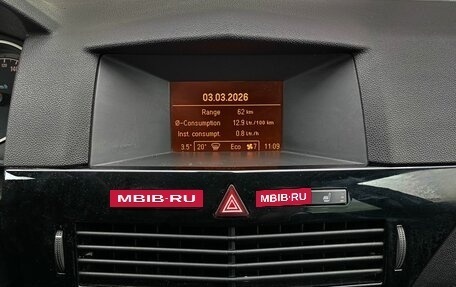 03.03.2026
Range 62 km
Ø-Consumption 12.9 ltr/100 km
Inst. consumpt. 0.8 ltr/h
3.5° 20° Eco 7 11:09
MBIB-RU MBIB-RU